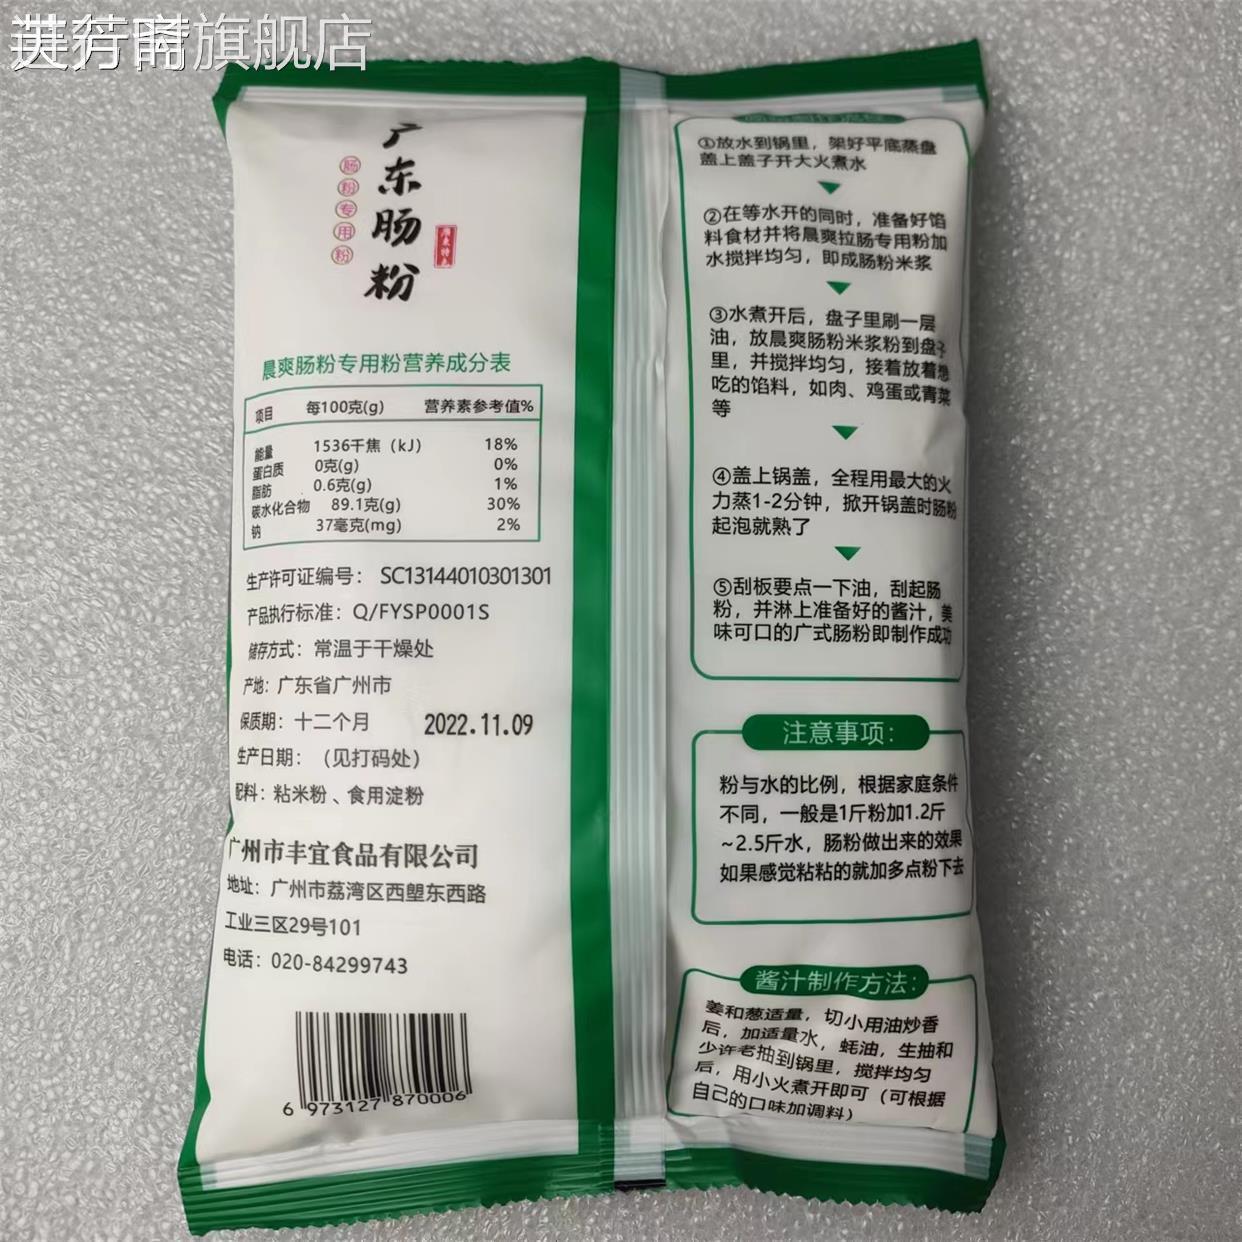 旗舰店
广东肠粉
肠粉专用粉
晨爽肠粉专用粉营养成分表
项目 每100克(g) 营养素参考值%
能量 1536千焦（kJ） 18%
蛋白质 0克(g) 0%
脂肪 0.6克(g) 1%
碳水化合物 89.1克(g) 30%
钠 37毫克(mg) 2%
生产许可证编号： SC13144010301301
产品执行标准：Q/FYSP0001S
储存方式：常温于干燥处
产地：广东省广州市
保质期：十二个月 2022.11.09
生产日期：（见打码处）
配料：粘米粉、食用淀粉
广州市丰宜食品有限公司
地址：广州市荔湾区西塱东西路
工业三区29号101
电话：020-84299743
6 973127 870006
①放水到锅里，架好平底蒸盘
盖上盖子开大火煮水
②在等水开的同时，准备好馅
料食材并将晨爽拉肠专用粉加
水搅拌均匀，即成肠粉米浆
③水煮开后，盘子里刷一层
油，放晨爽肠粉米浆粉到盘子
里，并搅拌均匀，接着放着想
吃的馅料，如肉、鸡蛋或青菜
等
④盖上锅盖，全程用最大的火
力蒸1-2分钟，掀开锅盖时肠粉
起泡就熟了
⑤刮板要点一下油，刮起肠
粉，并淋上准备好的酱汁，美
味可口的广式肠粉即制作成功
注意事项：
粉与水的比例，根据家庭条件
不同，一般是1斤粉加1.2斤
~2.5斤水，肠粉做出来的效果
如果感觉粘粘的就加多点粉下去
酱汁制作方法：
姜和葱适量，切小用油炒香
后，加适量水，蚝油，生抽和
少许老抽到锅里，搅拌均匀
后，用小火煮开即可（可根据
自己的口味加调料）